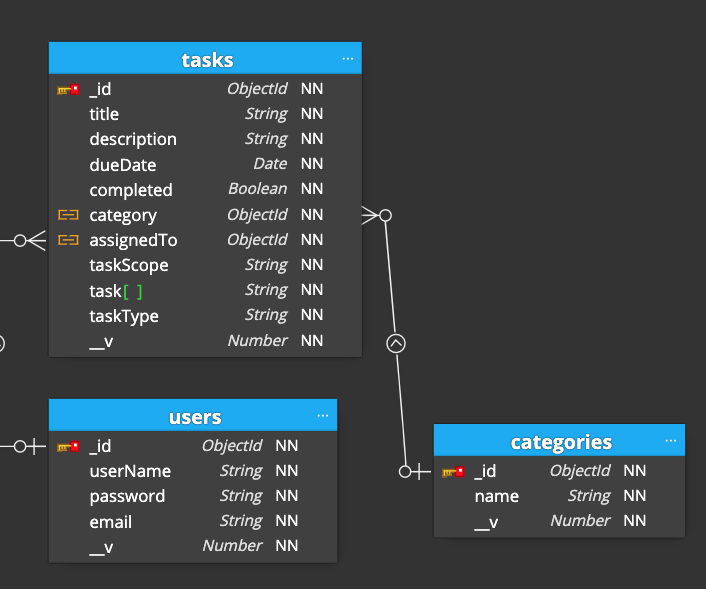 tasks ...
_id ObjectId NN
title String NN
description String NN
dueDate Date NN
completed Boolean NN
category ObjectId NN
assignedTo ObjectId NN
taskScope String NN
task[ ] String NN
taskType String NN
__v Number NN
users ...
_id ObjectId NN
userName String NN
password String NN
email String NN
__v Number NN
categories ...
_id ObjectId NN
name String NN
__v Number NN